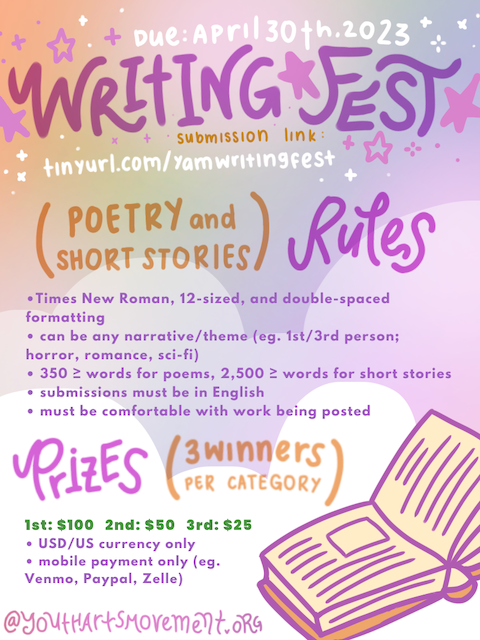 Due: April 30th, 2023
WRITING FEST
submission link:
tinyurl.com/yamwritingfest
(POETRY and
SHORT STORIES)
Rules
•Times New Roman, 12-sized, and double-spaced
formatting
• can be any narrative/theme (eg. 1st/3rd person;
horror, romance, sci-fi)
• 350 ≥ words for poems, 2,500 ≥ words for short stories
• submissions must be in English
• must be comfortable with work being posted
PRIZES
(3 winners
PER CATEGORY)
1st: $100 2nd: $50 3rd: $25
• USD/US currency only
• mobile payment only (eg.
Venmo, Paypal, Zelle)
@youthartsmovement.org